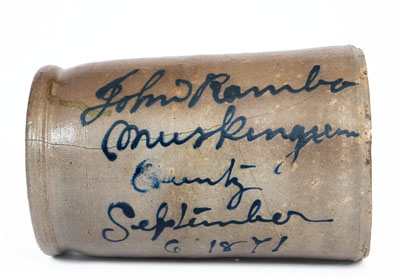 John Rambo
Muskingum
County
September
6 1871